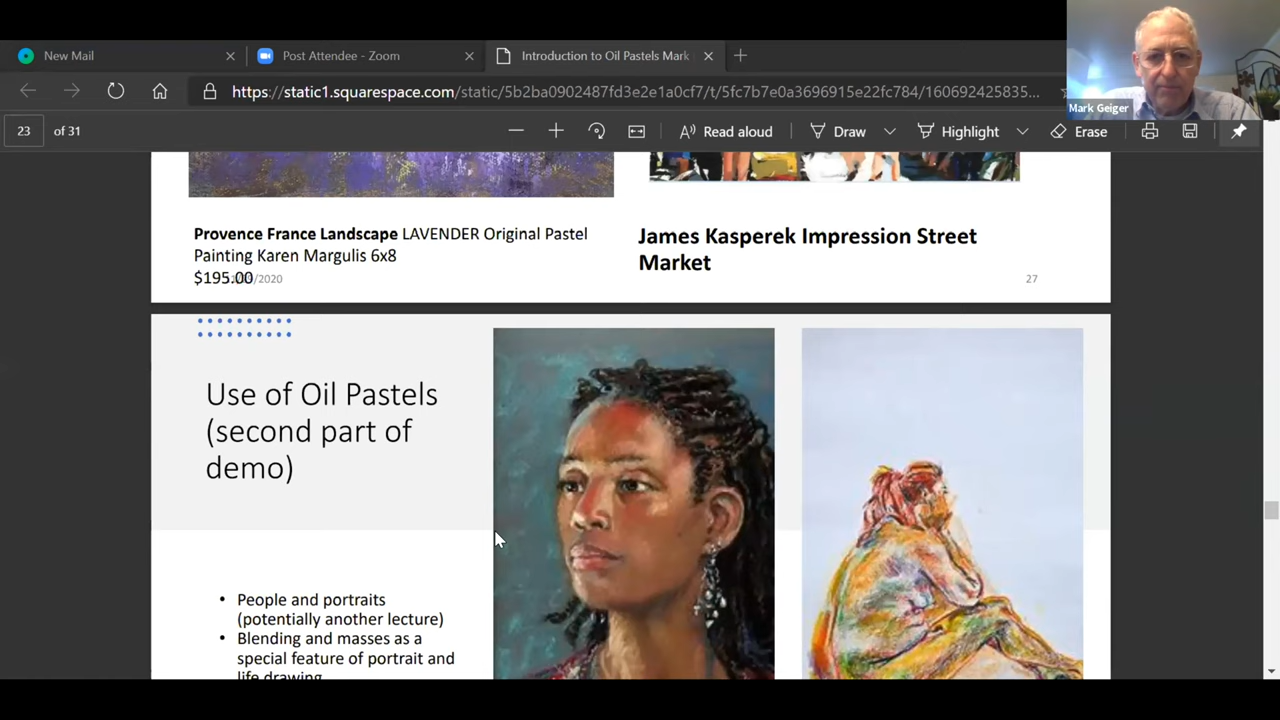 New Mail
Post Attendee - Zoom
Introduction to Oil Pastels Mark
https://static1.squarespace.com/static/5b2ba0902487fd3e2e1a0cf7/t/5fc7b7e0a3696915e22fc784/160692425835...
Mark Geiger
23 of 31
Read aloud
Draw
Highlight
Erase
Provence France Landscape LAVENDER Original Pastel
Painting Karen Margulis 6x8
$195.00
/2020
James Kasperek Impression Street
Market
27
Use of Oil Pastels
(second part of
demo)
• People and portraits
(potentially another lecture)
• Blending and masses as a
special feature of portrait and
life drawing